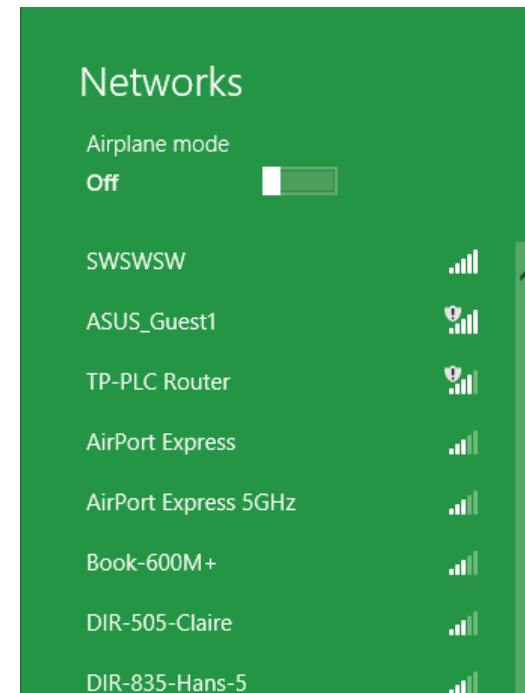 Networks
Airplane mode
Off
SWSWSW
ASUS_Guest1
TP-PLC Router
AirPort Express
AirPort Express 5GHz
Book-600M+
DIR-505-Claire
DIR-835-Hans-5